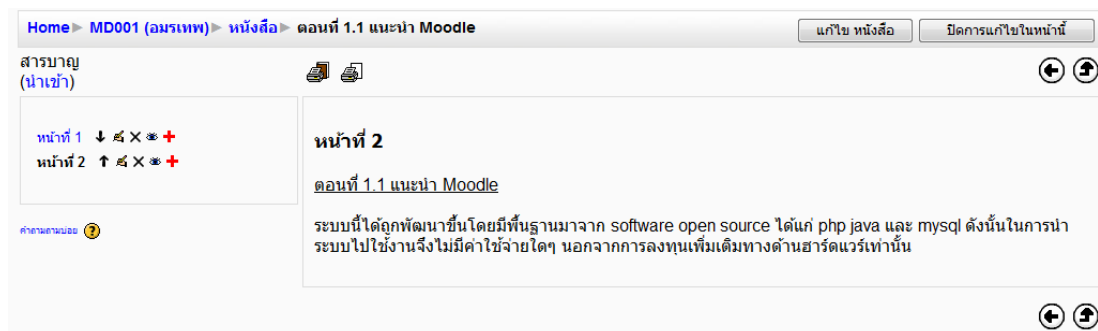 Home► MD001 (อมรเทพ)► หนังสือ► ตอนที่ 1.1 แนะนำ Moodle
แก้ไข หนังสือ
ปิดการแก้ไขในหน้านี้
สารบาญ
(นำเข้า)
หน้าที่ 1
หน้าที่ 2
คำถามถามบ่อย
หน้าที่ 2
ตอนที่ 1.1 แนะนำ Moodle
ระบบนี้ได้ถูกพัฒนาขึ้นโดยมีพื้นฐานมาจาก software open source ได้แก่ php java และ mysql ดังนั้นในการนำ
ระบบไปใช้งานจึงไม่มีค่าใช้จ่ายใดๆ นอกจากการลงทุนเพิ่มเติมทางด้านฮาร์ดแวร์เท่านั้น